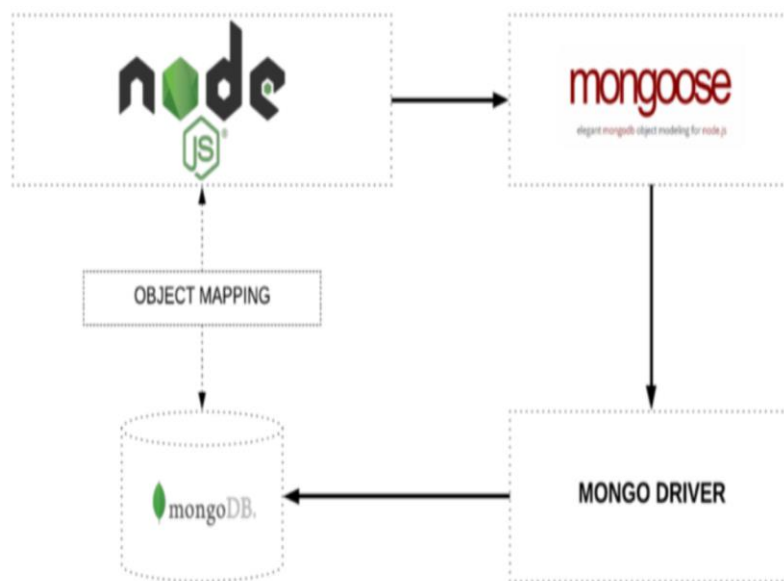 node
JS®
mongoose
elegant mongodb object modeling for node.js
OBJECT MAPPING
mongoDB.
MONGO DRIVER